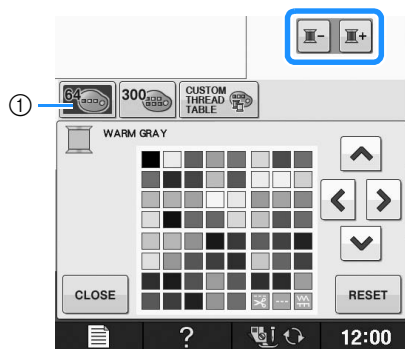 ①
64
300
CUSTOM
THREAD
TABLE
WARM GRAY
CLOSE
RESET
?
12:00